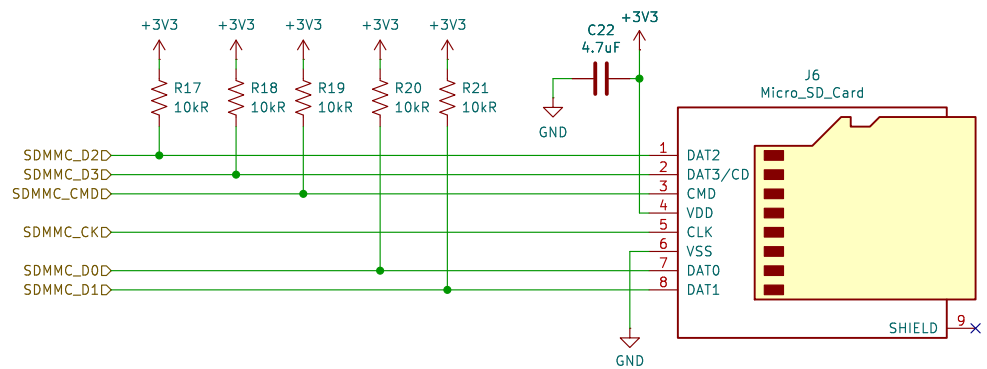 +3V3 +3V3 +3V3 +3V3 +3V3 +3V3
C22
4.7uF
R17 R18 R19 R20 R21
10kR 10kR 10kR 10kR 10kR
GND
J6
Micro_SD_Card
SDMMC_D2 1 DAT2
SDMMC_D3 2 DAT3/CD
SDMMC_CMD 3 CMD
4 VDD
SDMMC_CK 5 CLK
6 VSS
SDMMC_D0 7 DAT0
SDMMC_D1 8 DAT1
SHIELD 9
GND